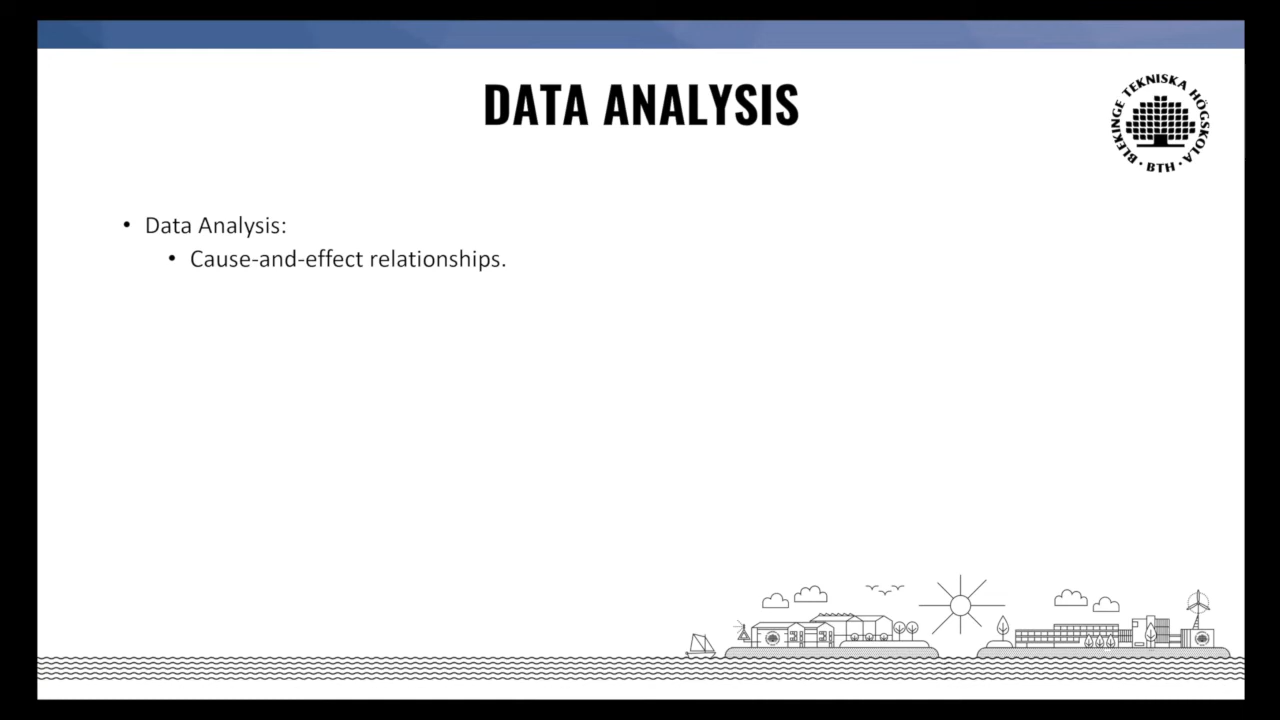 DATA ANALYSIS
BLEKINGE TEKNISKA HÖGSKOLA
· BTH ·
• Data Analysis:
• Cause-and-effect relationships.